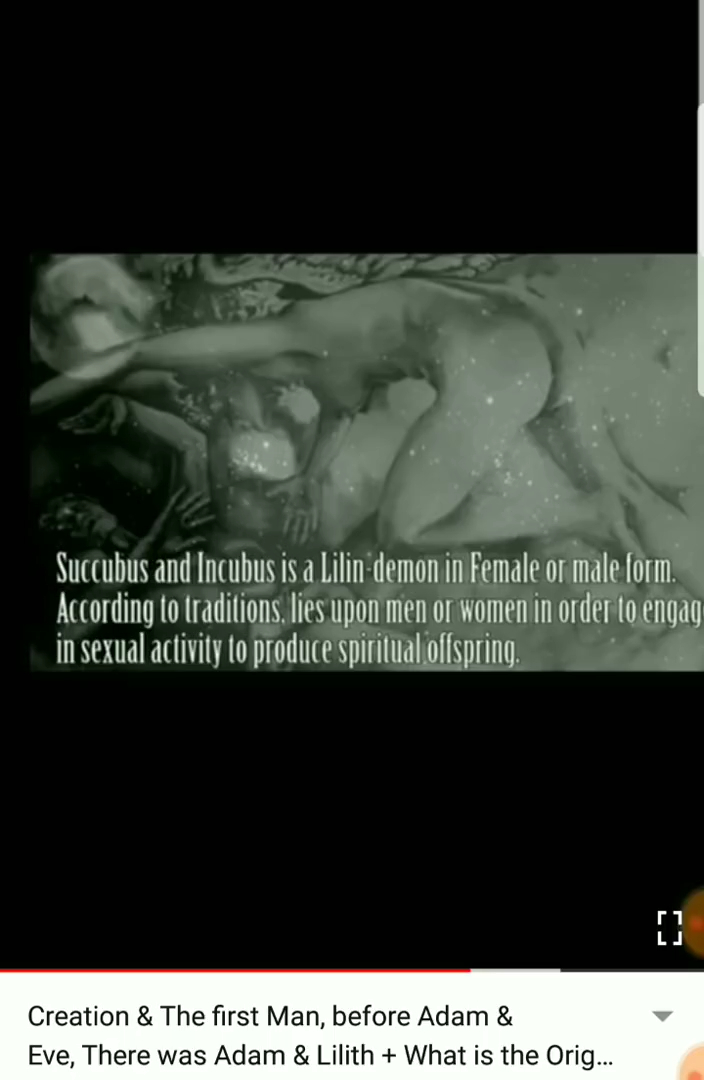 Succubus and Incubus is a Lilin-demon in Female or male form.
According to traditions, lies upon men or women in order to engag
in sexual activity to produce spiritual offspring.
Creation & The first Man, before Adam &
Eve, There was Adam & Lilith + What is the Orig...